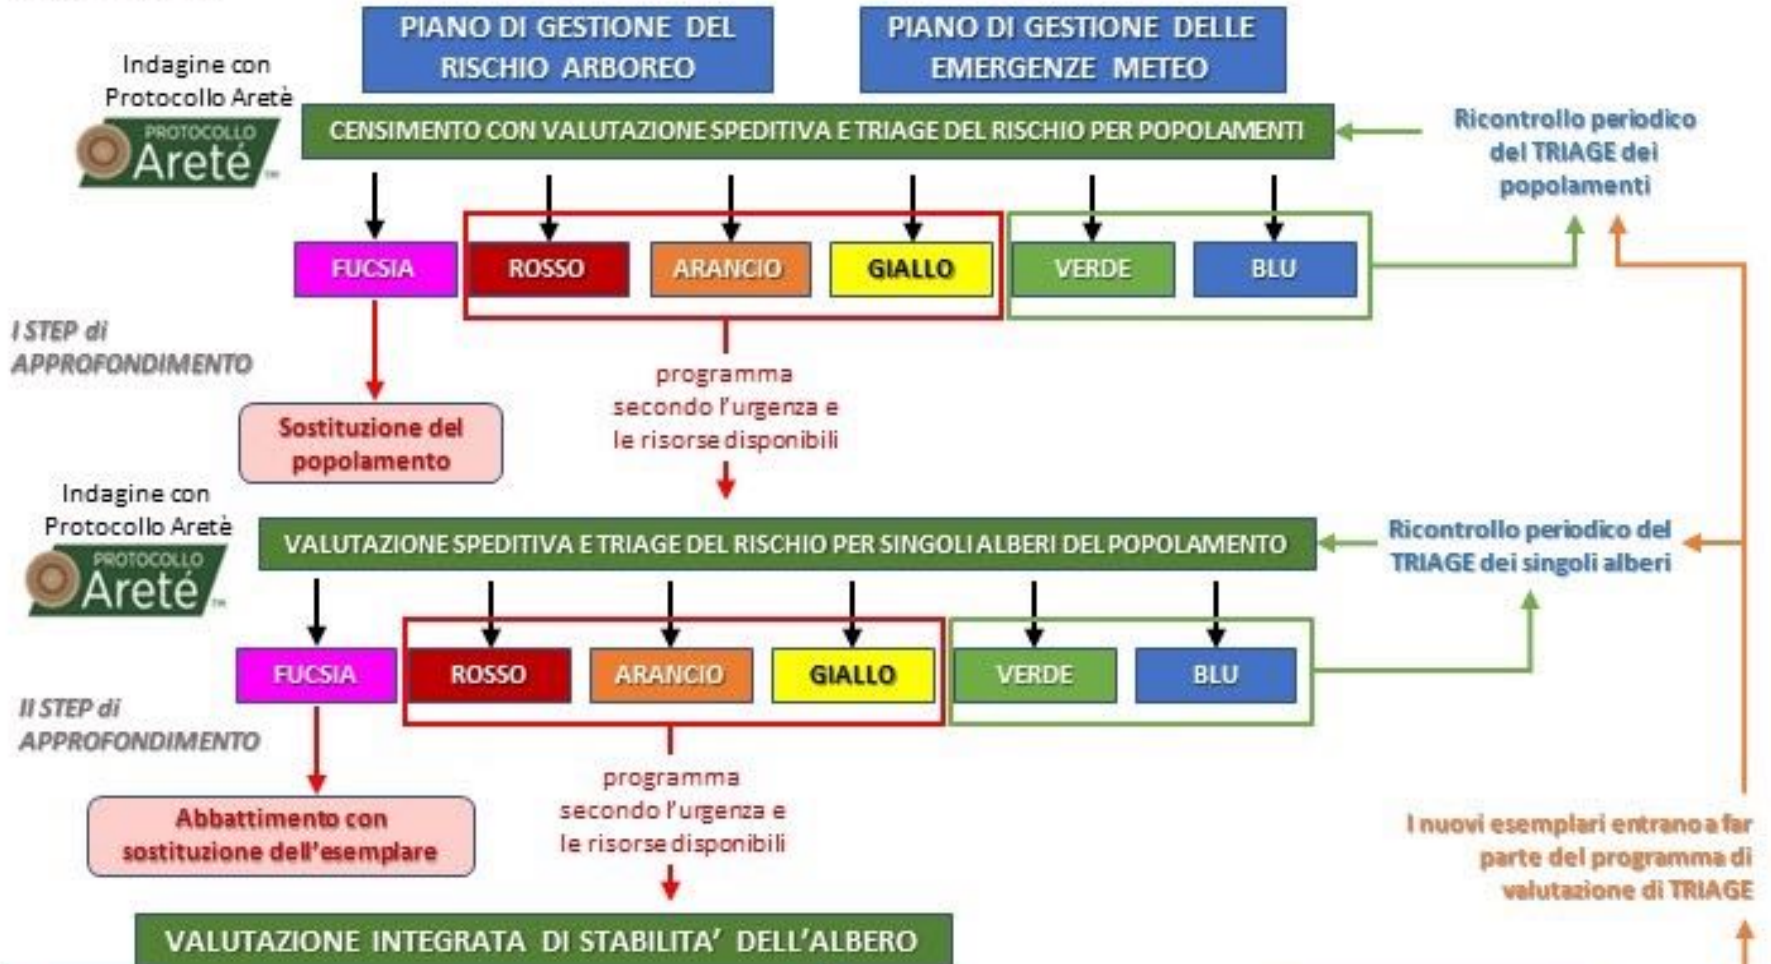 PIANO DI GESTIONE DEL
RISCHIO ARBOREO
PIANO DI GESTIONE DELLE
EMERGENZE METEO
Indagine con
Protocollo Aretè
PROTOCOLLO
Areté
CENSIMENTO CON VALUTAZIONE SPEDITIVA E TRIAGE DEL RISCHIO PER POPOLAMENTI
Ricontrollo periodico
del TRIAGE dei
popolamenti
FUCSIA
ROSSO
ARANCIO
GIALLO
VERDE
BLU
I STEP di
APPROFONDIMENTO
programma
secondo l'urgenza e
le risorse disponibili
Sostituzione del
popolamento
Indagine con
Protocollo Aretè
PROTOCOLLO
Areté
TM
VALUTAZIONE SPEDITIVA E TRIAGE DEL RISCHIO PER SINGOLI ALBERI DEL POPOLAMENTO
Ricontrollo periodico del
TRIAGE dei singoli alberi
FUCSIA
ROSSO
ARANCIO
GIALLO
VERDE
BLU
II STEP di
APPROFONDIMENTO
programma
secondo l'urgenza e
le risorse disponibili
Abbattimento con
sostituzione dell'esemplare
I nuovi esemplari entrano a far
parte del programma di
valutazione di TRIAGE
VALUTAZIONE INTEGRATA DI STABILITA' DELL'ALBERO